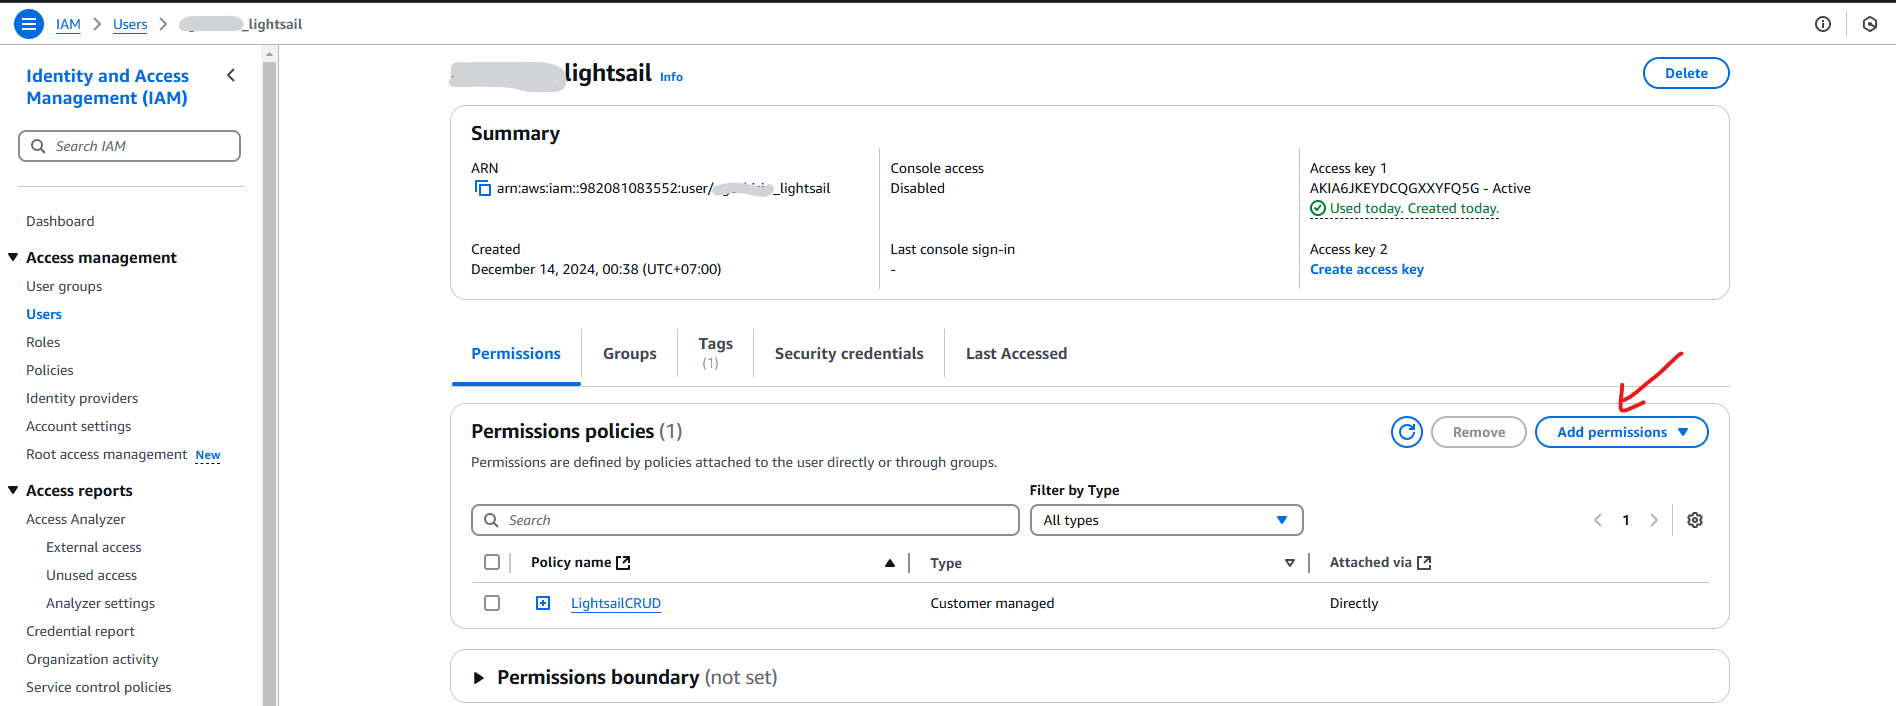 IAM > Users > _lightsail
Identity and Access
Management (IAM)
Search IAM
Dashboard
Access management
User groups
Users
Roles
Policies
Identity providers
Account settings
Root access management New
Access reports
Access Analyzer
External access
Unused access
Analyzer settings
Credential report
Organization activity
Service control policies
lightsail Info
Delete
Summary
ARN
arn:aws:iam::982081083552:user/ _lightsail
Created
December 14, 2024, 00:38 (UTC+07:00)
Console access
Disabled
Last console sign-in
-
Access key 1
AKIA6JKEYDCQGXXYFQ5G - Active
Used today. Created today.
Access key 2
Create access key
Permissions
Groups
Tags
(1)
Security credentials
Last Accessed
Permissions policies (1)
Remove
Add permissions
Permissions are defined by policies attached to the user directly or through groups.
Filter by Type
Search
All types
1
Policy name
Type
Attached via
LightsailCRUD
Customer managed
Directly
Permissions boundary (not set)